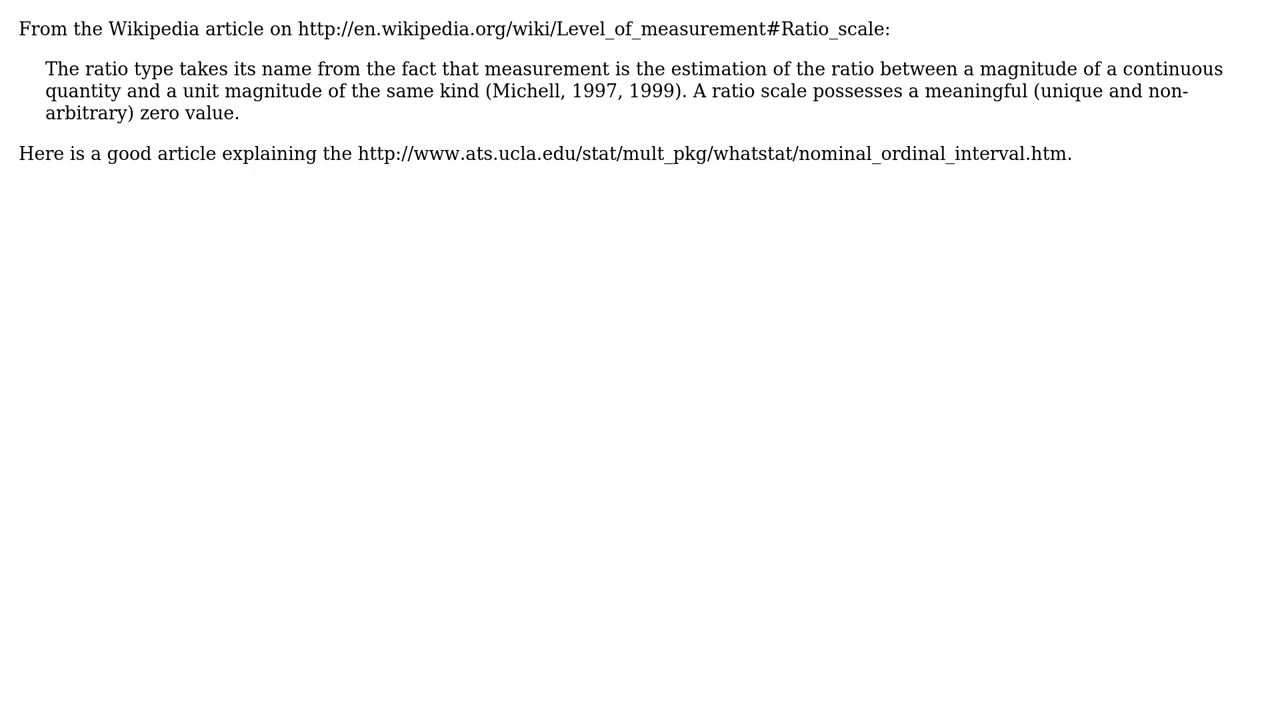 From the Wikipedia article on http://en.wikipedia.org/wiki/Level_of_measurement#Ratio_scale:
The ratio type takes its name from the fact that measurement is the estimation of the ratio between a magnitude of a continuous
quantity and a unit magnitude of the same kind (Michell, 1997, 1999). A ratio scale possesses a meaningful (unique and non-
arbitrary) zero value.
Here is a good article explaining the http://www.ats.ucla.edu/stat/mult_pkg/whatstat/nominal_ordinal_interval.htm.